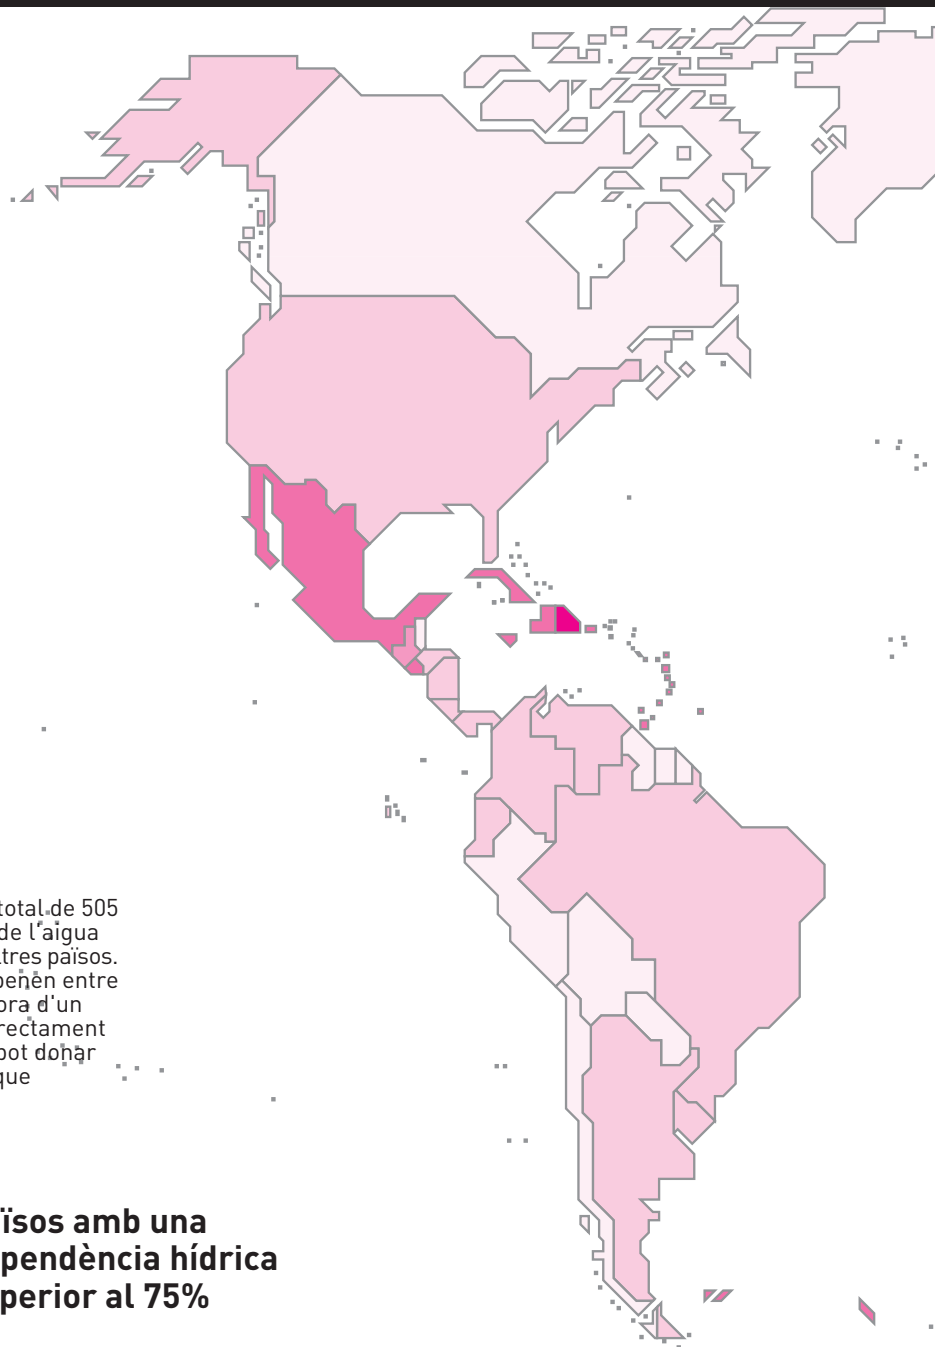 total de 505
de l'aigua
tres països.
penen entre
ora d'un
rectament
pot donar
que
ïsos amb una
pendència hídrica
perior al 75%